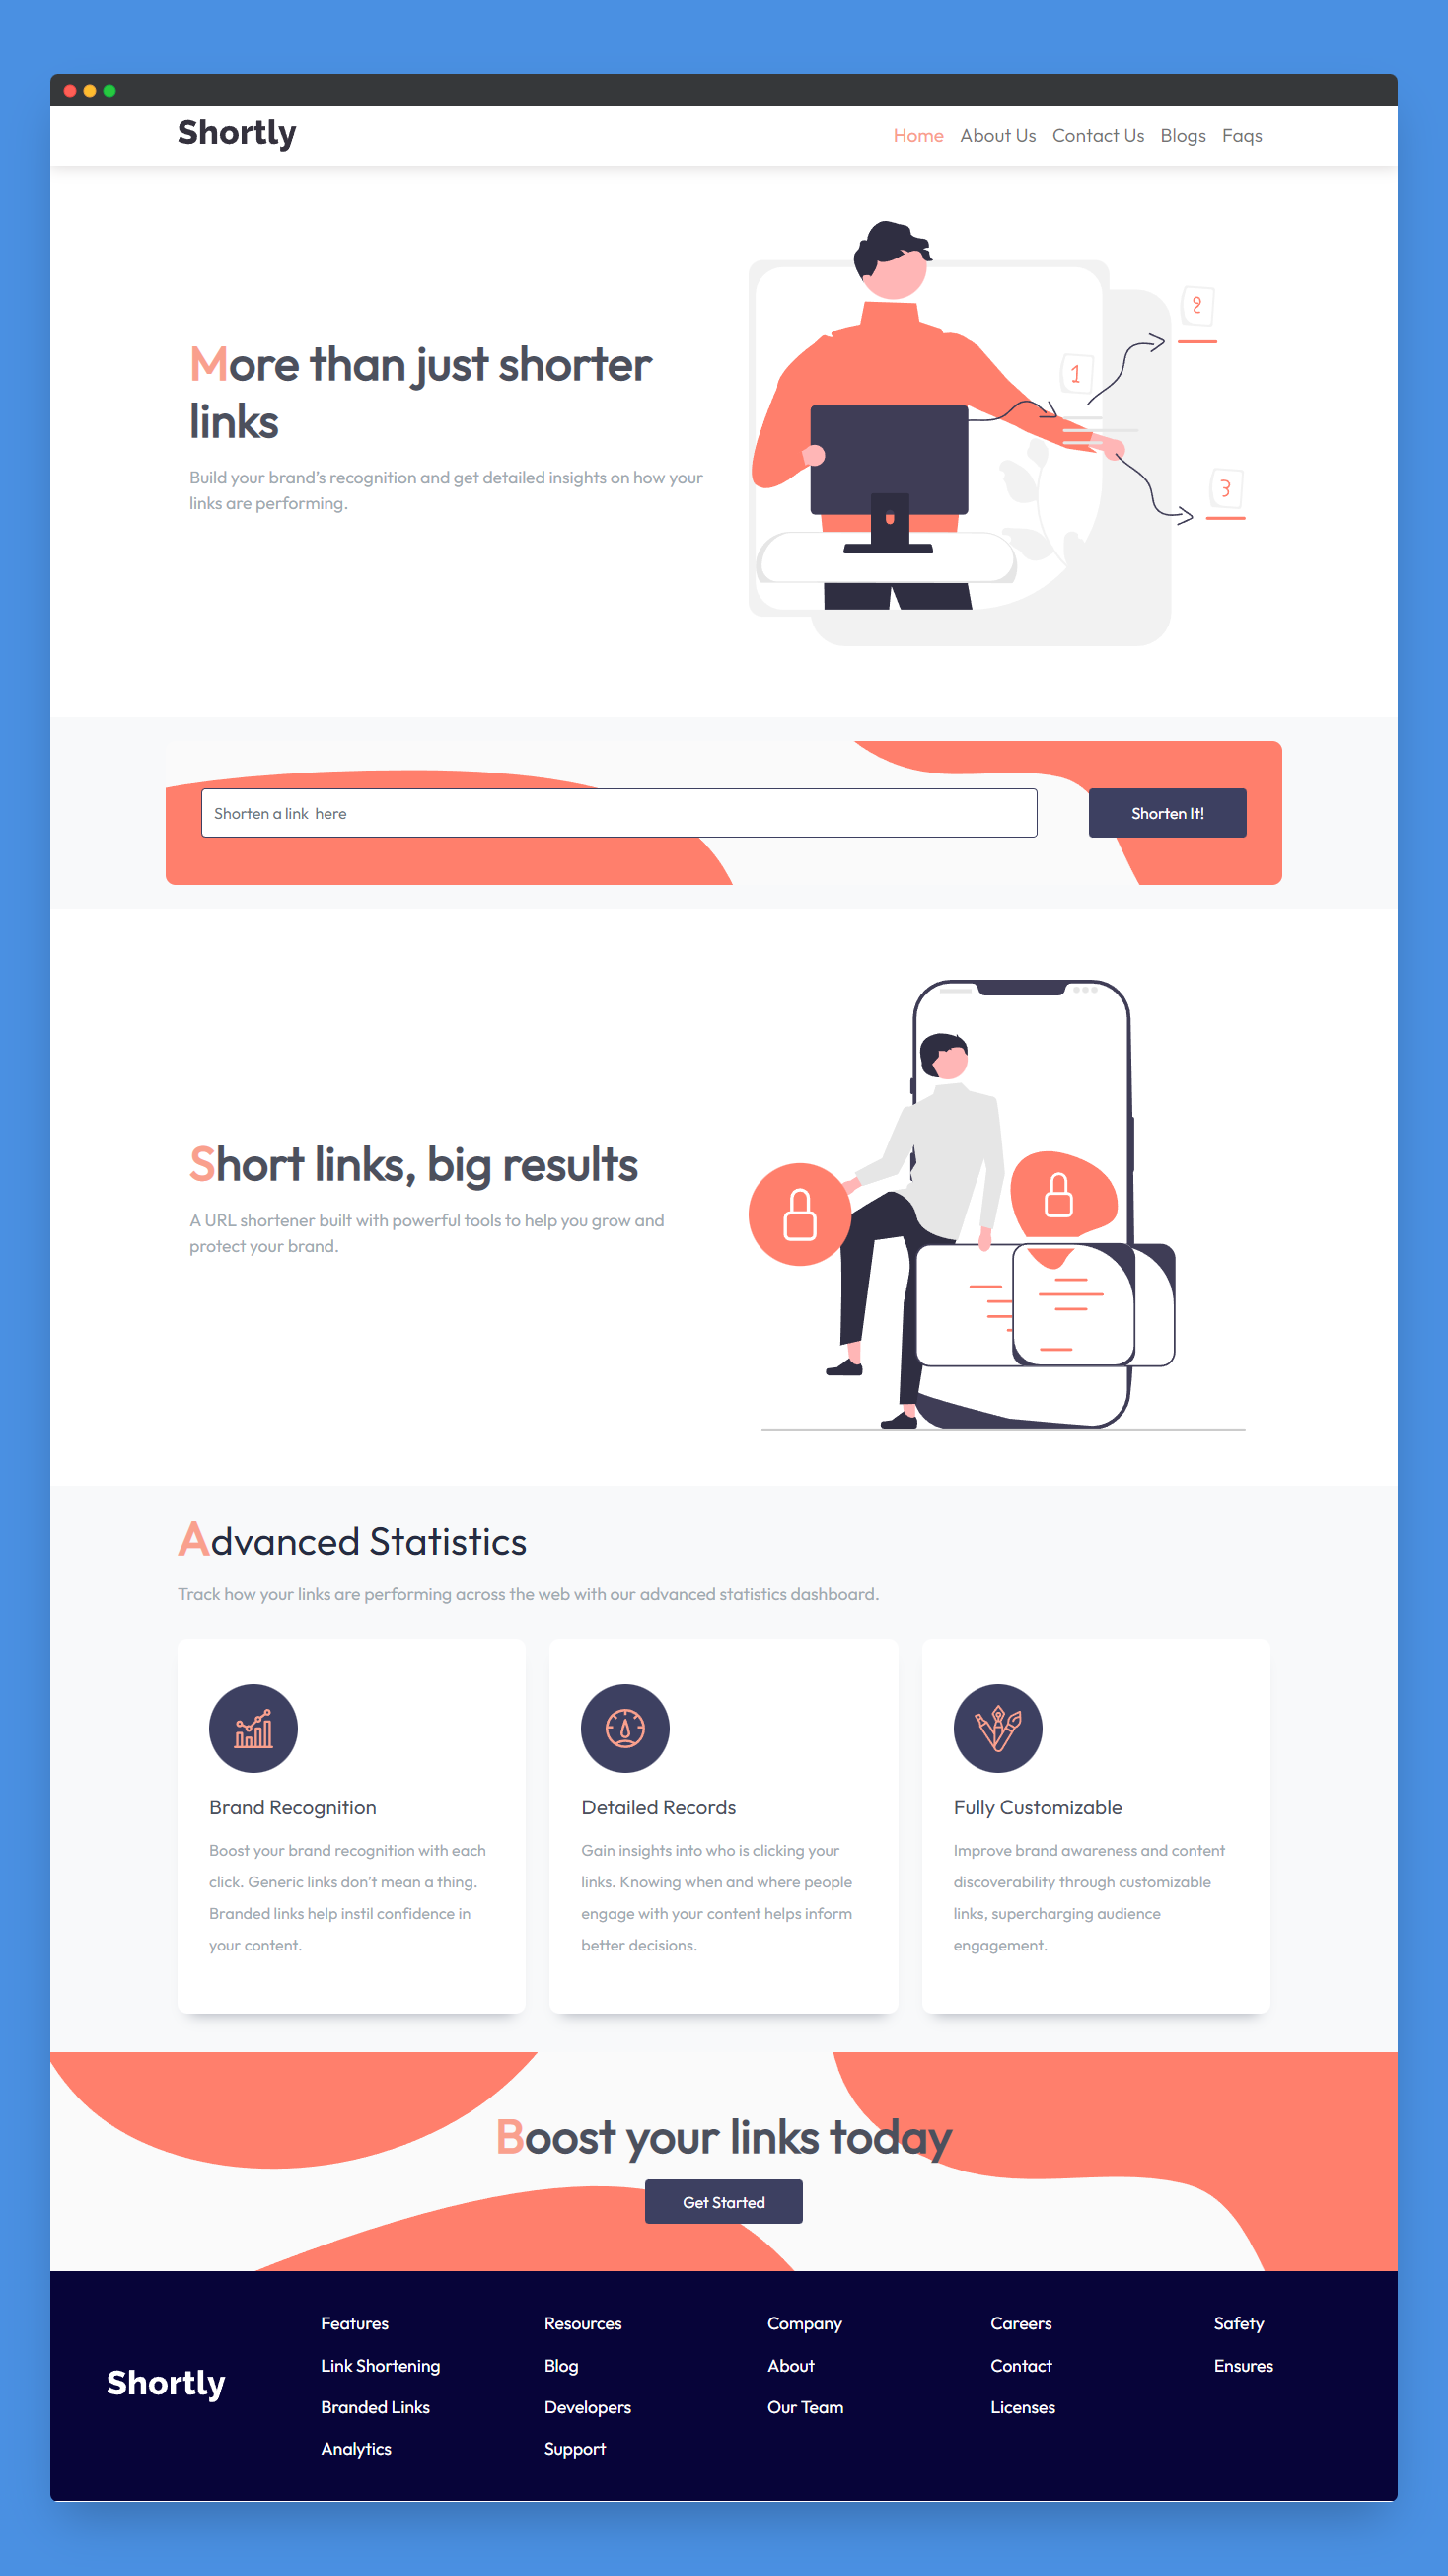 Shortly
Home About Us Contact Us Blogs Faqs
More than just shorter
links
Build your brand's recognition and get detailed insights on how your
links are performing.
1
2
3
Shorten a link here
Shorten It!
Short links, big results
A URL shortener built with powerful tools to help you grow and
protect your brand.
Advanced Statistics
Track how your links are performing across the web with our advanced statistics dashboard.
Brand Recognition
Boost your brand recognition with each
click. Generic links don't mean a thing.
Branded links help instil confidence in
your content.
Detailed Records
Gain insights into who is clicking your
links. Knowing when and where people
engage with your content helps inform
better decisions.
Fully Customizable
Improve brand awareness and content
discoverability through customizable
links, supercharging audience
engagement.
Boost your links today
Get Started
Shortly
Features
Link Shortening
Branded Links
Analytics
Resources
Blog
Developers
Support
Company
About
Our Team
Careers
Contact
Licenses
Safety
Ensures